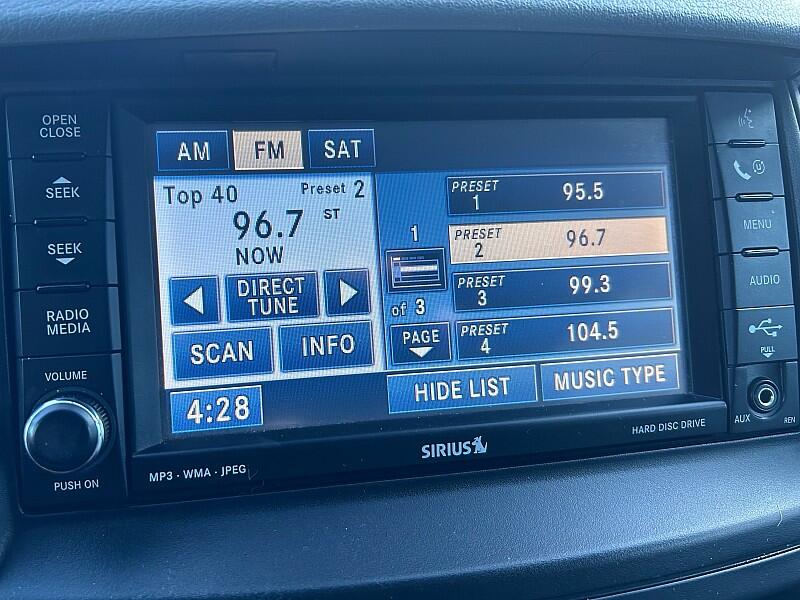 OPEN
CLOSE
SEEK
SEEK
RADIO
MEDIA
VOLUME
PUSH ON
AM
FM
SAT
Top 40
Preset 2
96.7
ST
NOW
DIRECT
TUNE
SCAN
INFO
4:28
1
of 3
PAGE
PRESET
1
95.5
PRESET
2
96.7
PRESET
3
99.3
PRESET
4
104.5
HIDE LIST
MUSIC TYPE
MP3 · WMA · JPEG
SIRIUS
HARD DISC DRIVE
MENU
AUDIO
PULL
AUX
REN